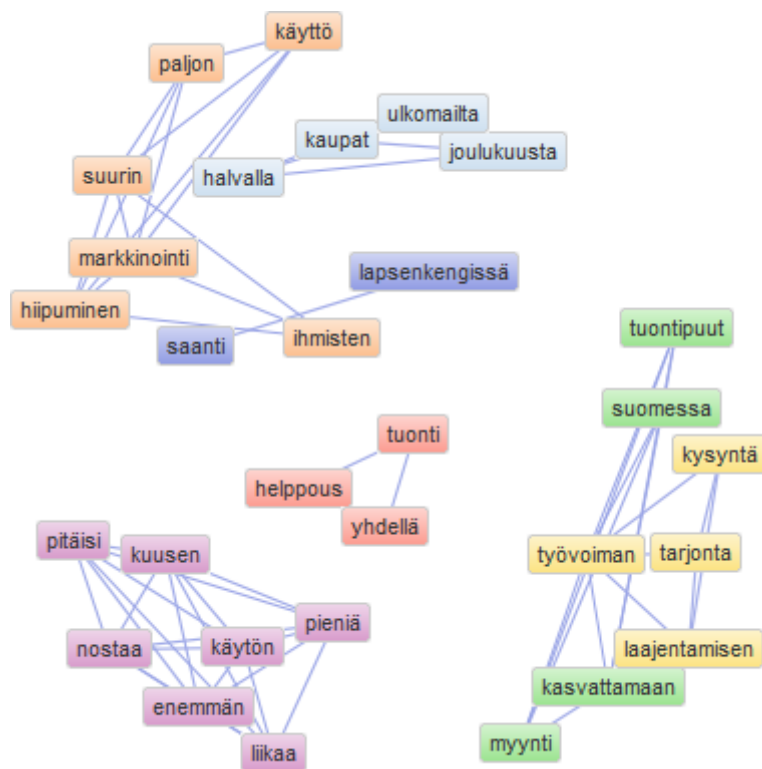 käyttö
paljon
ulkomailta
kaupat
joulukuusta
halvalla
suurin
markkinointi
lapsenkengissä
hiipuminen
ihmisten
saanti
tuontipuut
suomessa
tuonti
kysyntä
helppous
yhdellä
pitäisi
kuusen
työvoiman
tarjonta
pieniä
nostaa
käytön
laajentamisen
kasvattamaan
enemmän
myynti
liikaa